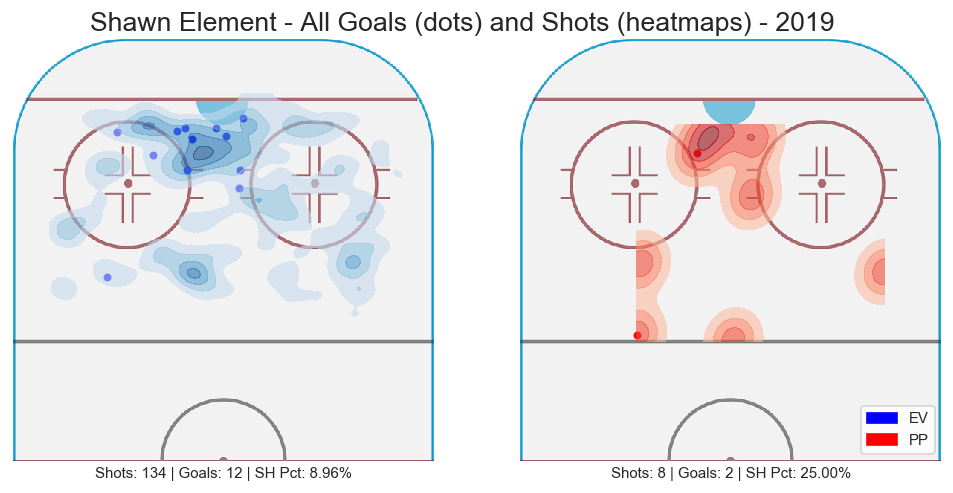 Shawn Element - All Goals (dots) and Shots (heatmaps) - 2019
EV
PP
Shots: 134 | Goals: 12 | SH Pct: 8.96%
Shots: 8 | Goals: 2 | SH Pct: 25.00%